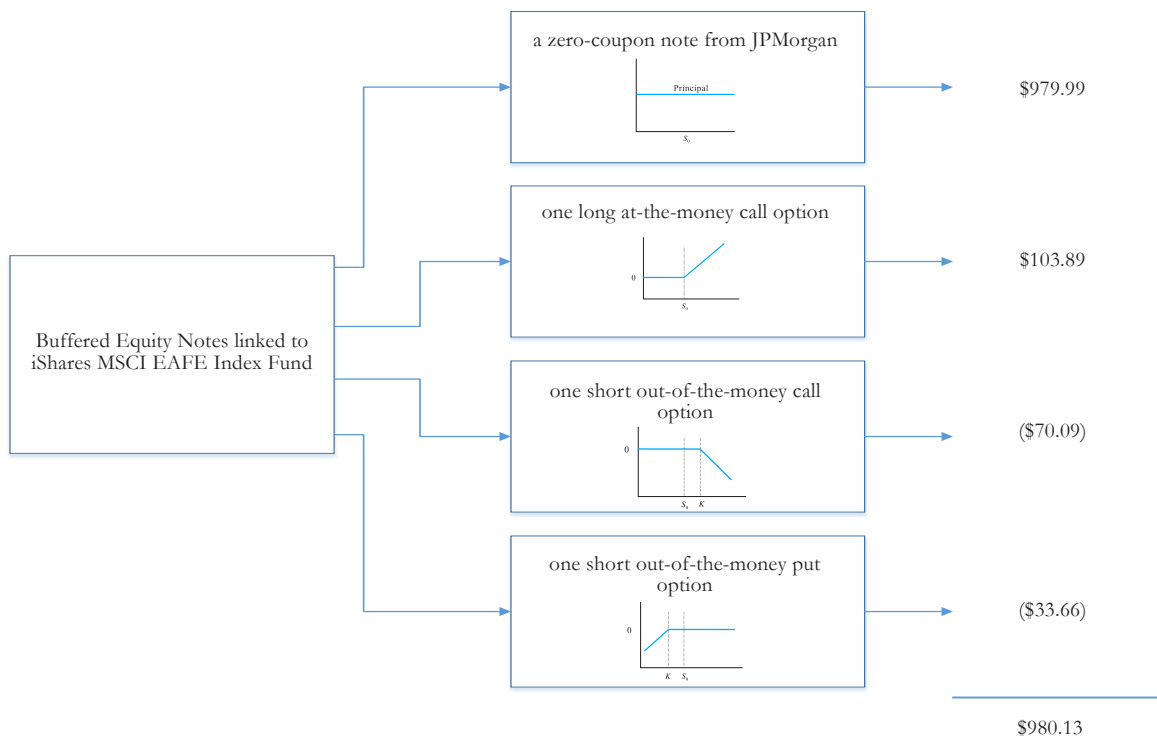 a zero-coupon note from JPMorgan
Principal
S₀
$979.99
one long at-the-money call option
0
S₀
$103.89
Buffered Equity Notes linked to
iShares MSCI EAFE Index Fund
one short out-of-the-money call
option
0
S₀ K
($70.09)
one short out-of-the-money put
option
0
K S₀
($33.66)
$980.13